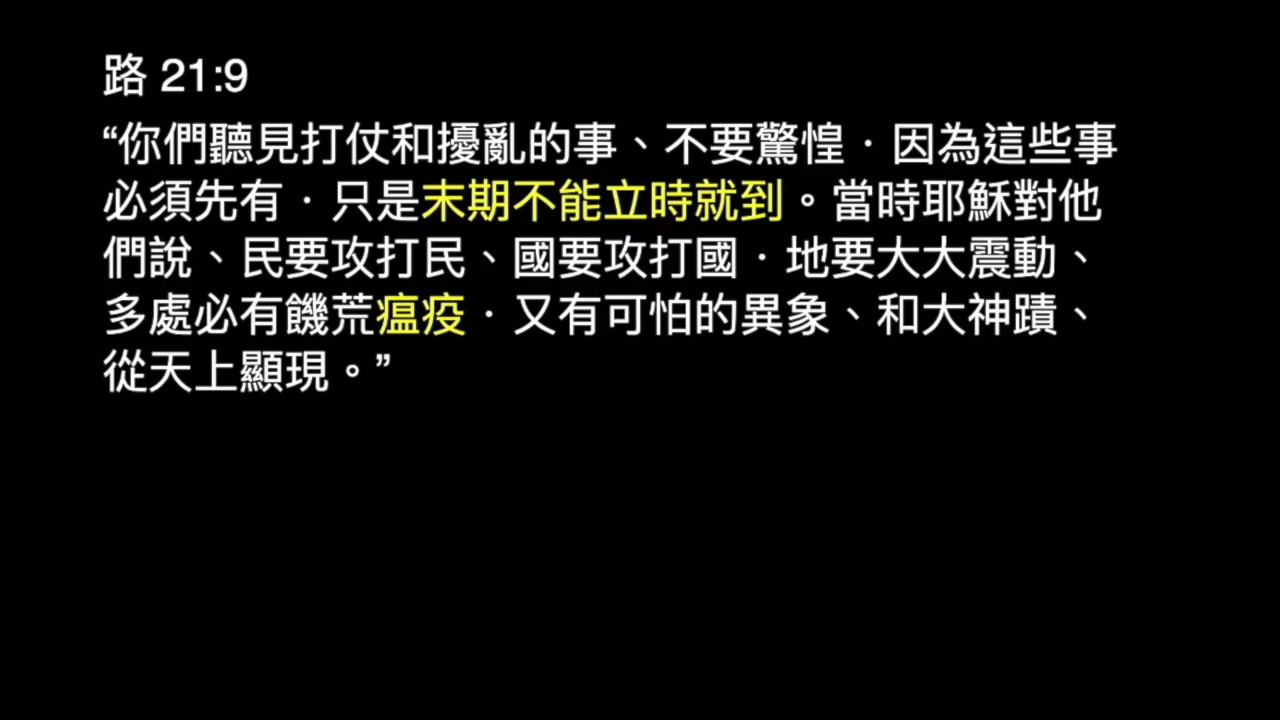 路 21:9
“你們聽見打仗和擾亂的事、不要驚惶．因為這些事
必須先有．只是末期不能立時就到。當時耶穌對他
們說、民要攻打民、國要攻打國．地要大大震動、
多處必有饑荒瘟疫．又有可怕的異象、和大神蹟、
從天上顯現。”